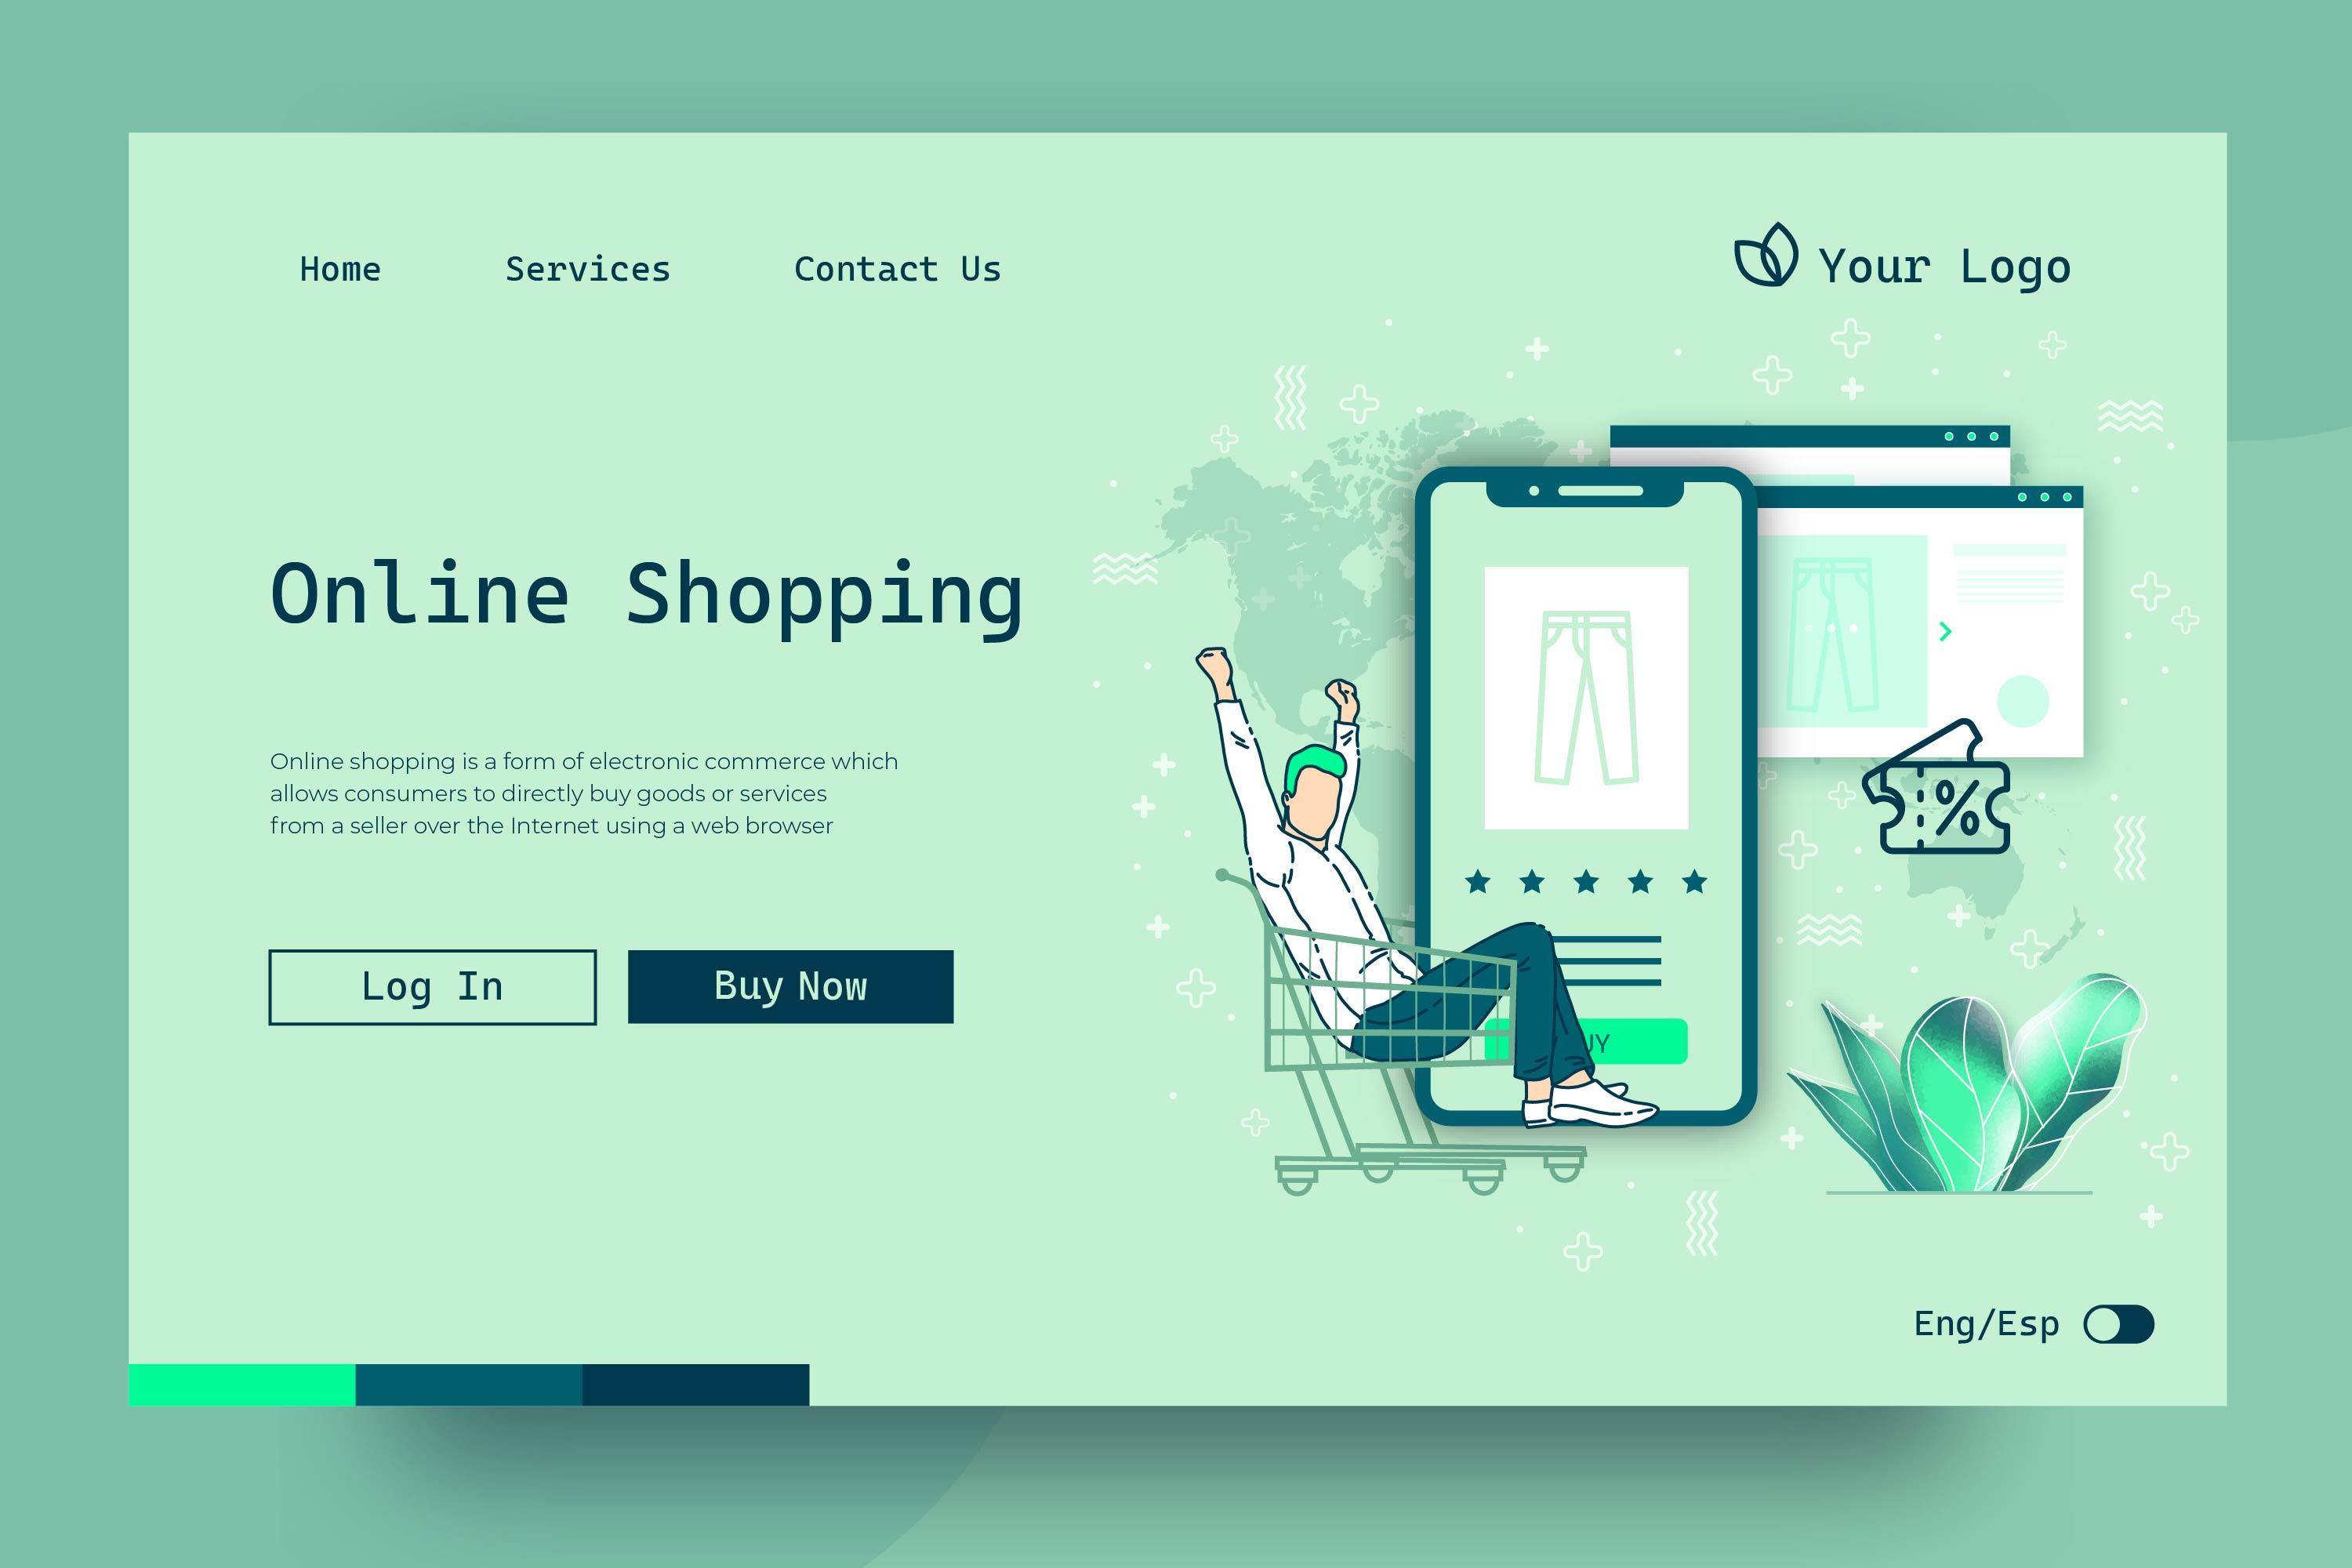 Home Services Contact Us
Your Logo
Online Shopping
Online shopping is a form of electronic commerce which
allows consumers to directly buy goods or services
from a seller over the Internet using a web browser
Log In
Buy Now
%
Eng/Esp